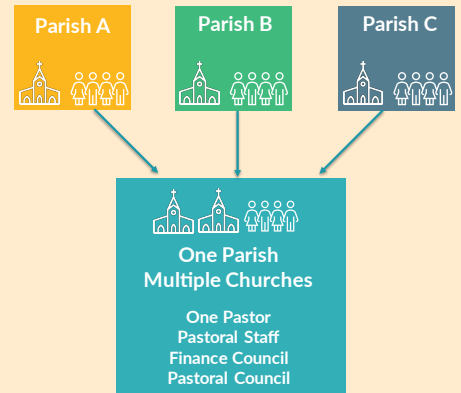 Parish A
Parish B
Parish C
One Parish
Multiple Churches
One Pastor
Pastoral Staff
Finance Council
Pastoral Council